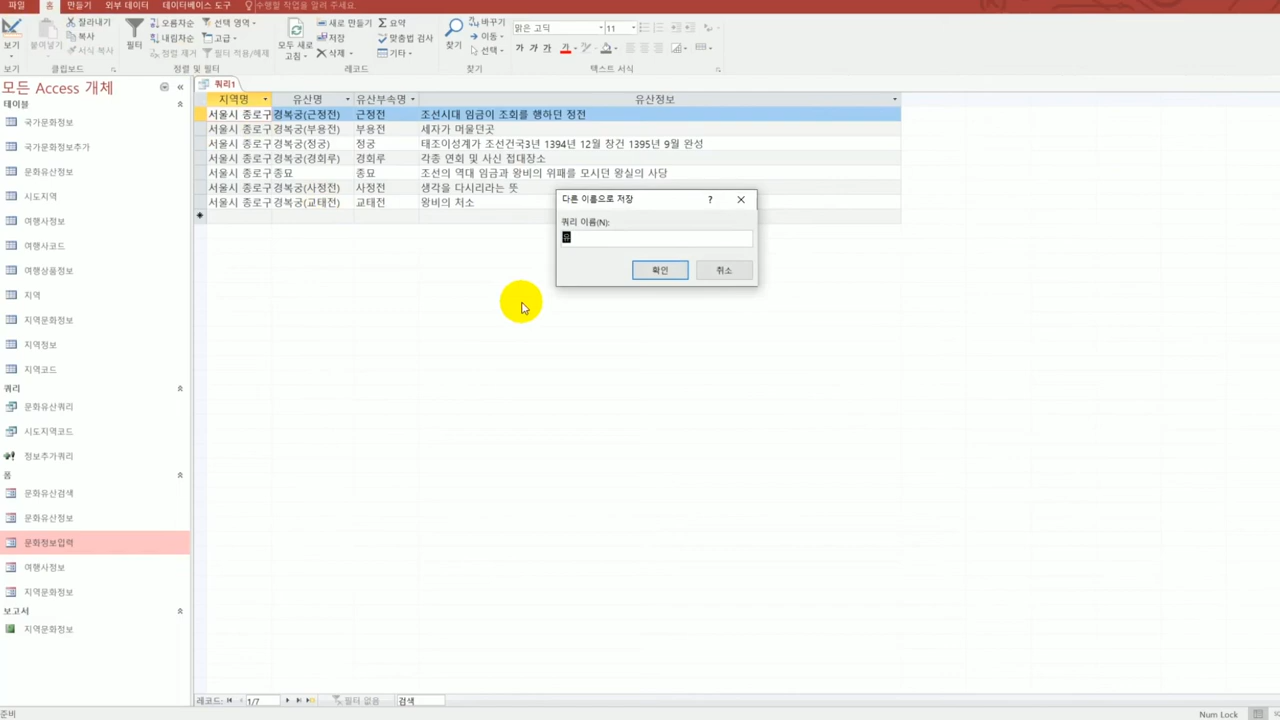 파일 홈 만들기 외부 데이터 데이터베이스 도구 수행할 작업을 알려 주세요.
보기
보기
붙여넣기
잘라내기
복사
서식 복사
클립보드
필터
오름차순
내림차순
정렬 제거
선택 영역
고급
필터 적용/해제
정렬 및 필터
모두 새로 고침
새로 만들기
저장
삭제
요약
맞춤법 검사
기타
레코드
찾기
바꾸기
이동
선택
찾기
맑은 고딕 11
가 가 가
텍스트 서식
모든 Access 개체
테이블
국가문화정보
국가문화정보추가
문화유산정보
시도지역
여행사정보
여행사코드
여행상품정보
지역
지역문화정보
지역정보
지역코드
쿼리
문화유산쿼리
시도지역코드
정보추가쿼리
폼
문화유산검색
문화유산정보
문화정보입력
여행사정보
지역문화정보
보고서
지역문화정보
쿼리1
지역명 유산명 유산부속명 유산정보
서울시 종로구 경복궁(근정전) 근정전 조선시대 임금이 조회를 행하던 정전
서울시 종로구 경복궁(부용전) 부용전 세자가 머물던곳
서울시 종로구 경복궁(정궁) 정궁 태조이성계가 조선건국3년 1394년 12월 창건 1395년 9월 완성
서울시 종로구 경복궁(경회루) 경회루 각종 연회 및 사신 접대장소
서울시 종로구 종묘 종묘 조선의 역대 임금과 왕비의 위패를 모시던 왕실의 사당
서울시 종로구 경복궁(사정전) 사정전 생각을 다시리라는 뜻
서울시 종로구 경복궁(교태전) 교태전 왕비의 처소
다른 이름으로 저장 ?
쿼리 이름(N):
유
확인 취소
레코드: 1/7 필터 없음 검색
준비 Num Lock